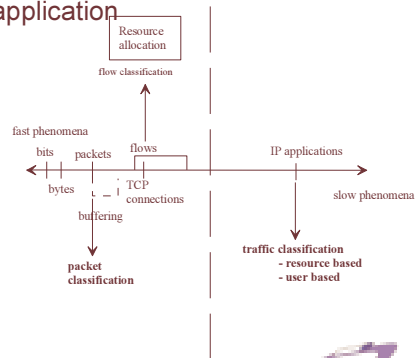 application
Resource
allocation
flow classification
fast phenomena
bits
packets
flows
IP applications
bytes
TCP
connections
slow phenomena
buffering
packet
classification
traffic classification
- resource based
- user based